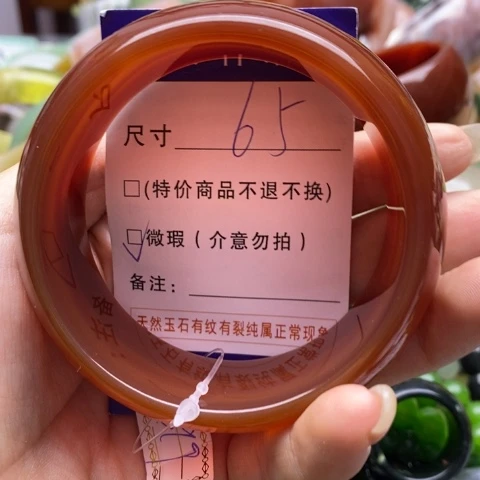 尺寸 65
□(特价商品不退不换)
☑微瑕(介意勿拍)
备注:
天然玉石有纹有裂纯属正常现象